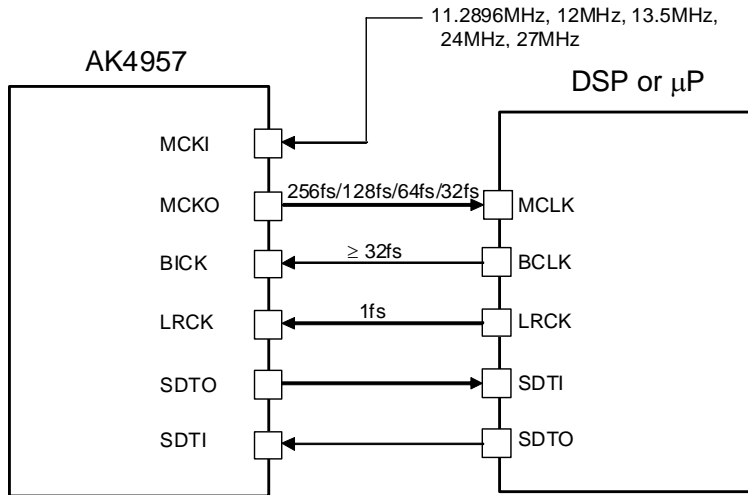 11.2896MHz, 12MHz, 13.5MHz,
24MHz, 27MHz
AK4957
DSP or μP
MCKI
MCKO
256fs/128fs/64fs/32fs
MCLK
BICK
≥ 32fs
BCLK
LRCK
1fs
LRCK
SDTO
SDTI
SDTI
SDTO